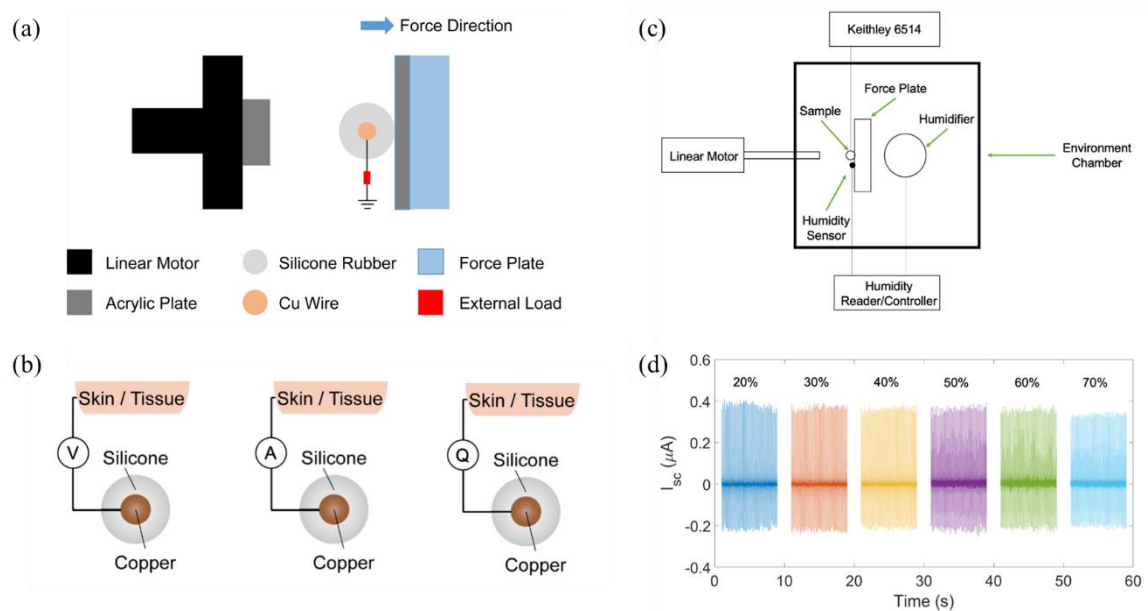 (a)
Force Direction
Linear Motor
Silicone Rubber
Force Plate
Acrylic Plate
Cu Wire
External Load
(b)
Skin / Tissue
V
Silicone
Copper
Skin / Tissue
A
Silicone
Copper
Skin / Tissue
Q
Silicone
Copper
(c)
Keithley 6514
Force Plate
Sample
Humidifier
Linear Motor
Environment
Chamber
Humidity
Sensor
Humidity
Reader/Controller
(d)
0.6
0.4
0.2
0
-0.2
-0.4
I_sc (μA)
20% 30% 40% 50% 60% 70%
0 10 20 30 40 50 60
Time (s)